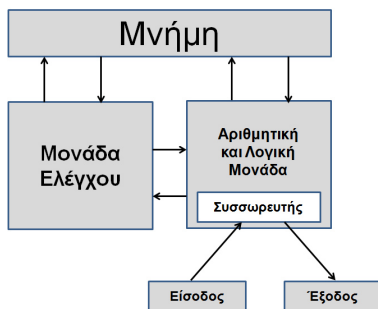 Μνήμη
Μονάδα
Ελέγχου
Αριθμητική
και Λογική
Μονάδα
Συσσωρευτής
Είσοδος
Έξοδος